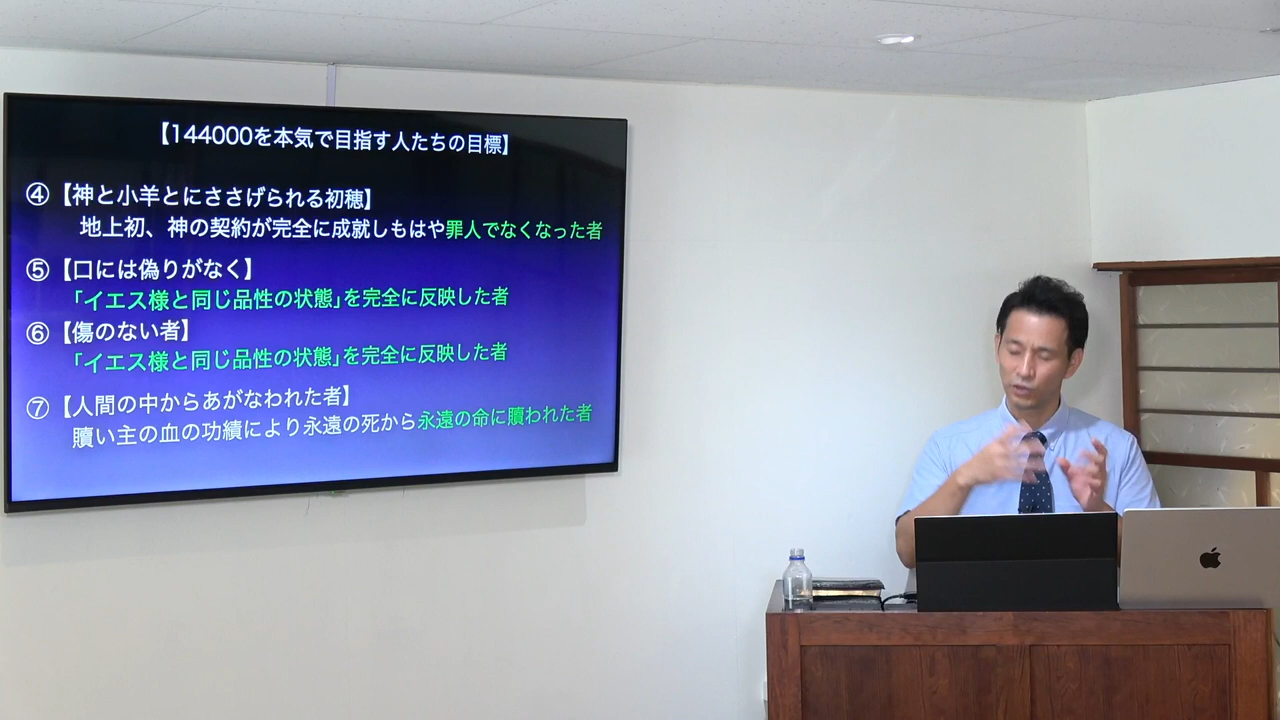 【144000を本気で目指す人たちの目標】
④【神と小羊とにささげられる初穂】
地上初、神の契約が完全に成就しもはや罪人でなくなった者
⑤【口には偽りがなく】
「イエス様と同じ品性の状態」を完全に反映した者
⑥【傷のない者】
「イエス様と同じ品性の状態」を完全に反映した者
⑦【人間の中からあがなわれた者】
贖い主の血の功績により永遠の死から永遠の命に贖われた者